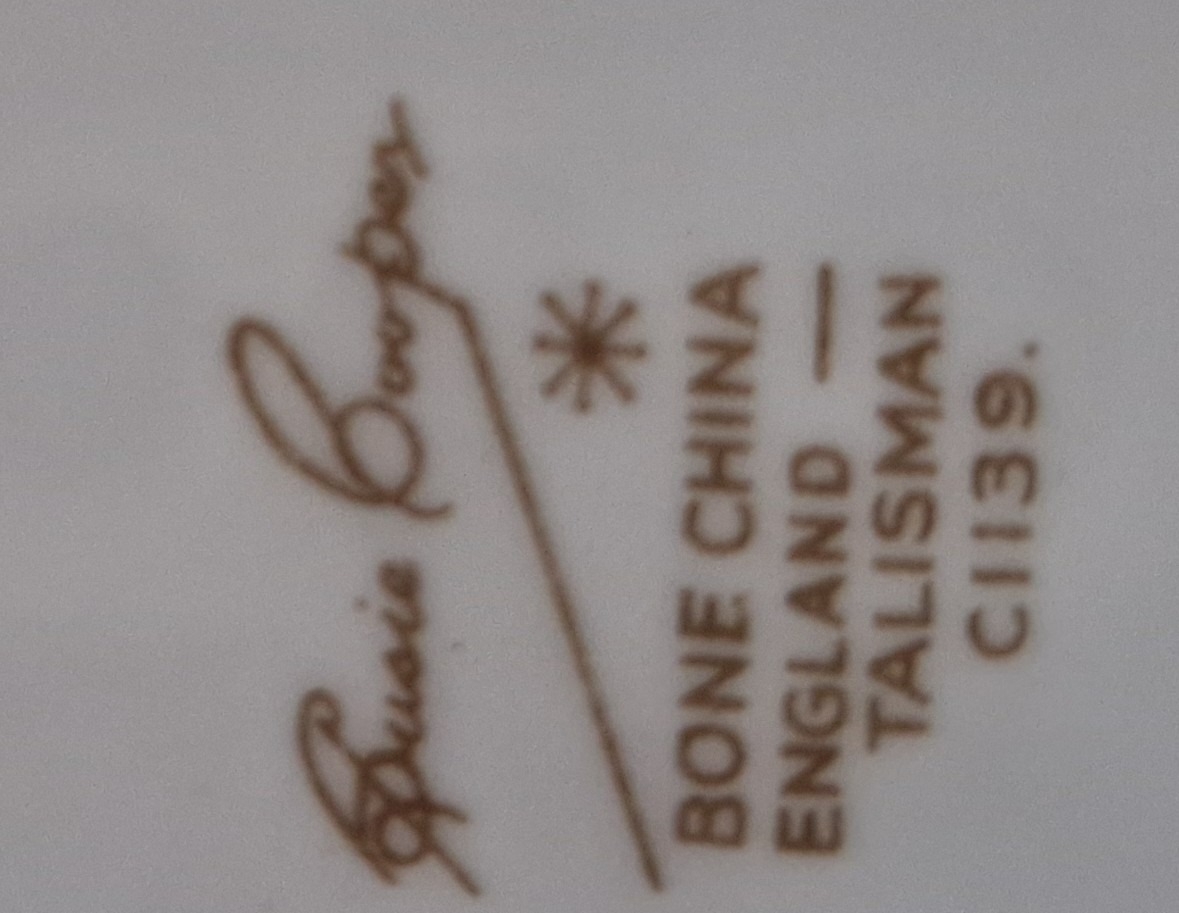 Susie Cooper
BONE CHINA
ENGLAND —
TALISMAN
C1139.